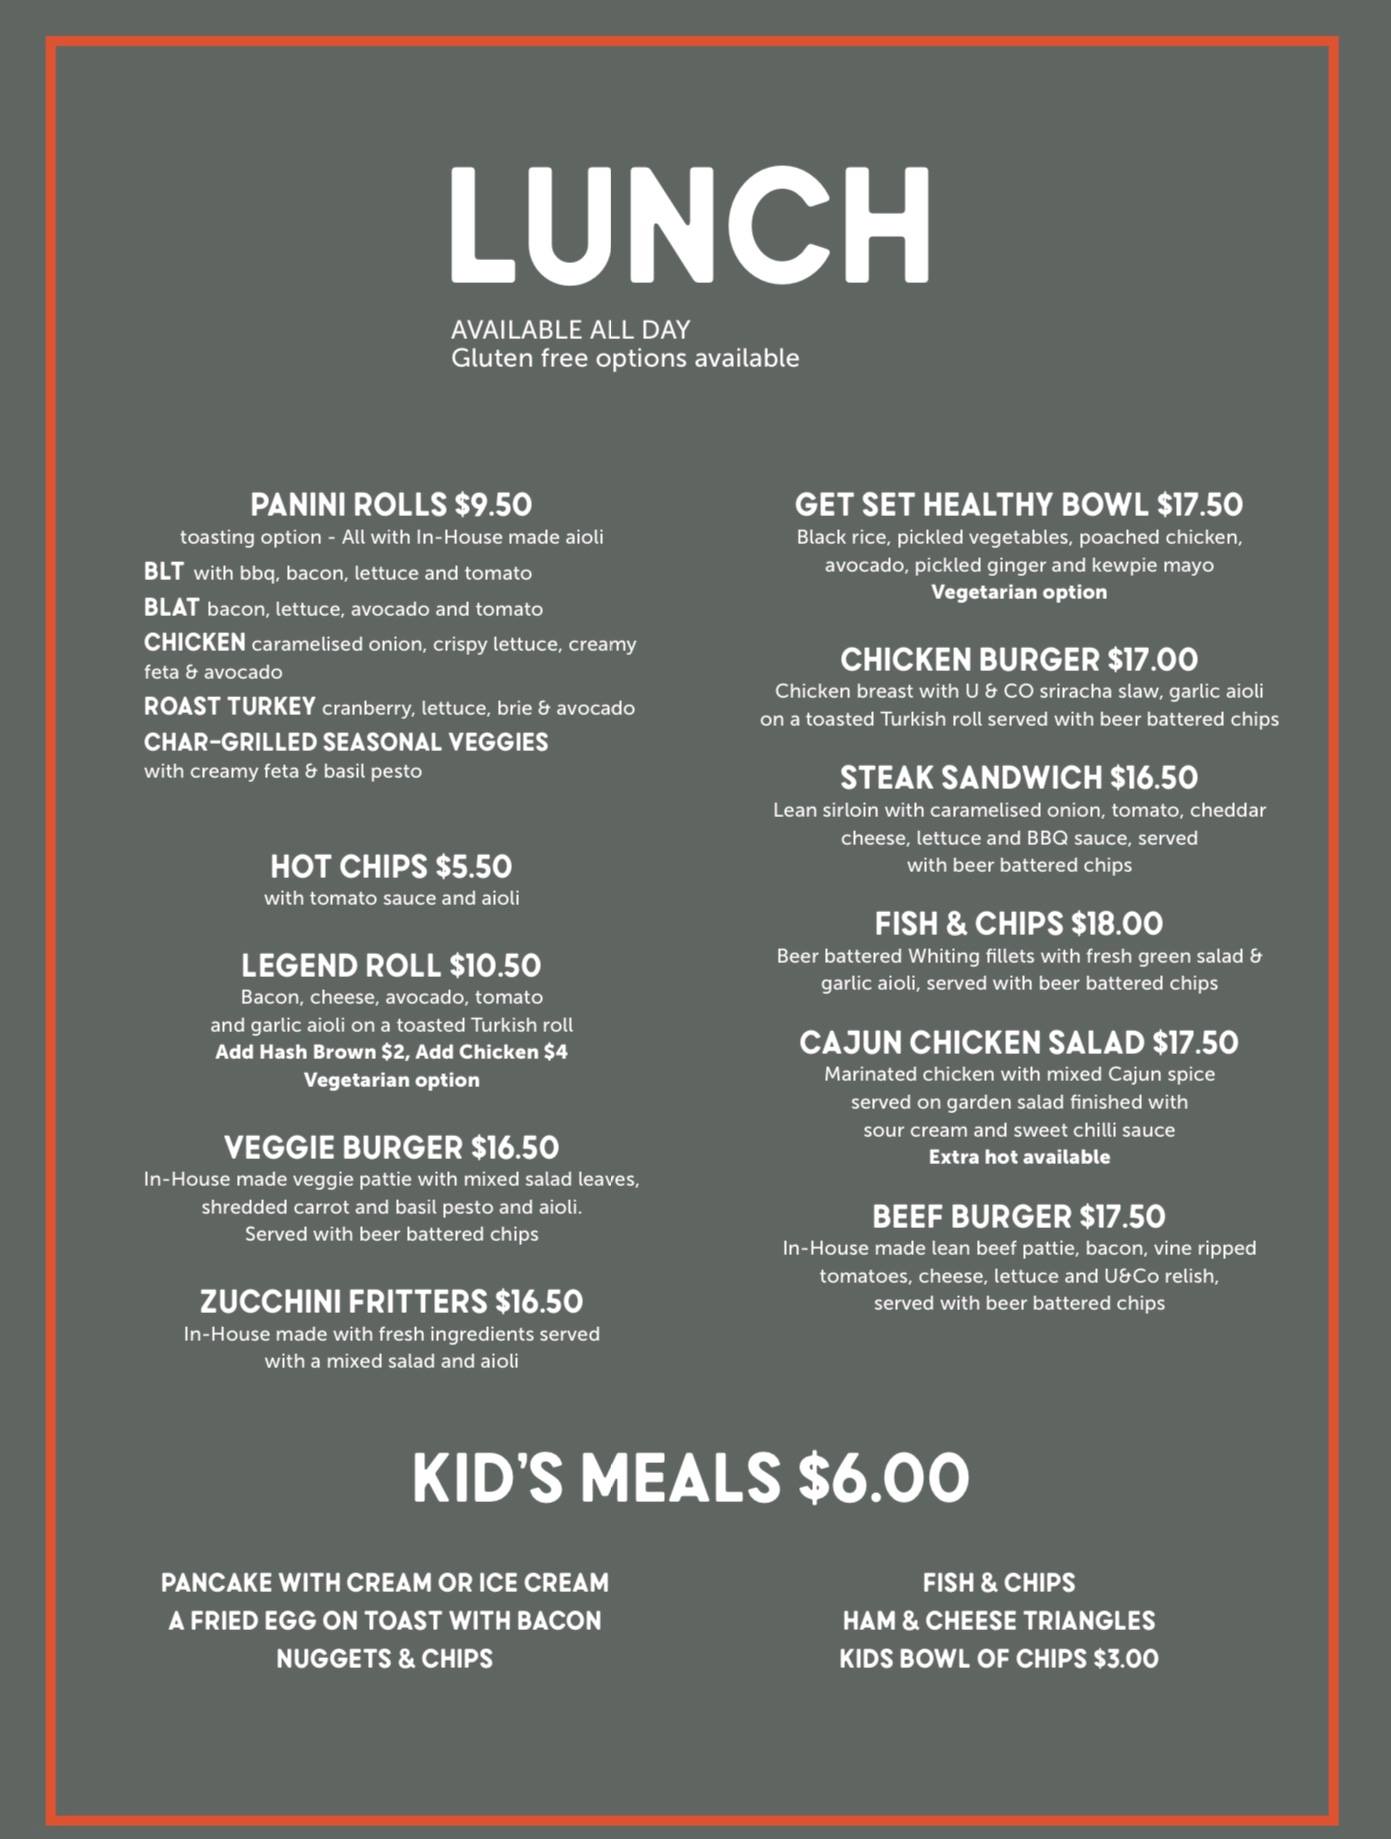 LUNCH
AVAILABLE ALL DAY
Gluten free options available
PANINI ROLLS $9.50
toasting option - All with In-House made aioli
BLT with bbq, bacon, lettuce and tomato
BLAT bacon, lettuce, avocado and tomato
CHICKEN caramelised onion, crispy lettuce, creamy
feta & avocado
ROAST TURKEY cranberry, lettuce, brie & avocado
CHAR-GRILLED SEASONAL VEGGIES
with creamy feta & basil pesto
HOT CHIPS $5.50
with tomato sauce and aioli
LEGEND ROLL $10.50
Bacon, cheese, avocado, tomato
and garlic aioli on a toasted Turkish roll
Add Hash Brown $2, Add Chicken $4
Vegetarian option
VEGGIE BURGER $16.50
In-House made veggie pattie with mixed salad leaves,
shredded carrot and basil pesto and aioli.
Served with beer battered chips
ZUCCHINI FRITTERS $16.50
In-House made with fresh ingredients served
with a mixed salad and aioli
GET SET HEALTHY BOWL $17.50
Black rice, pickled vegetables, poached chicken,
avocado, pickled ginger and kewpie mayo
Vegetarian option
CHICKEN BURGER $17.00
Chicken breast with U & CO sriracha slaw, garlic aioli
on a toasted Turkish roll served with beer battered chips
STEAK SANDWICH $16.50
Lean sirloin with caramelised onion, tomato, cheddar
cheese, lettuce and BBQ sauce, served
with beer battered chips
FISH & CHIPS $18.00
Beer battered Whiting fillets with fresh green salad &
garlic aioli, served with beer battered chips
CAJUN CHICKEN SALAD $17.50
Marinated chicken with mixed Cajun spice
served on garden salad finished with
sour cream and sweet chilli sauce
Extra hot available
BEEF BURGER $17.50
In-House made lean beef pattie, bacon, vine ripped
tomatoes, cheese, lettuce and U&Co relish,
served with beer battered chips
KID'S MEALS $6.00
PANCAKE WITH CREAM OR ICE CREAM
A FRIED EGG ON TOAST WITH BACON
NUGGETS & CHIPS
FISH & CHIPS
HAM & CHEESE TRIANGLES
KIDS BOWL OF CHIPS $3.00